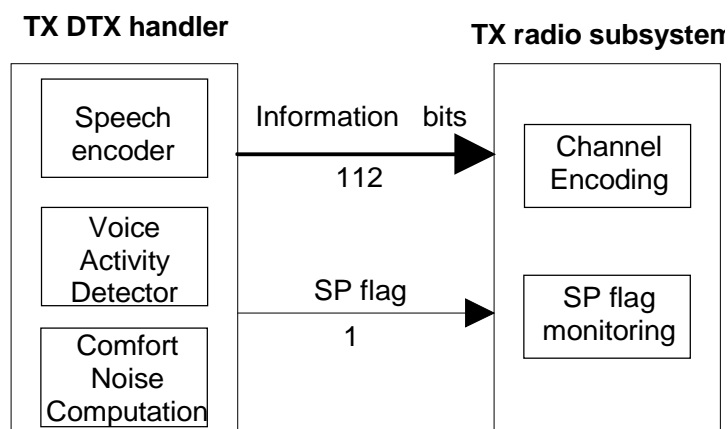 TX DTX handler
TX radio subsystem
Speech
encoder
Information bits
112
Channel
Encoding
Voice
Activity
Detector
SP flag
1
SP flag
monitoring
Comfort
Noise
Computation